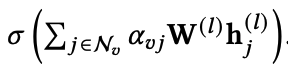 σ ( ∑_{j∈𝒩_v} α_{vj} 𝐖^{(l)} 𝐡_j^{(l)} ).